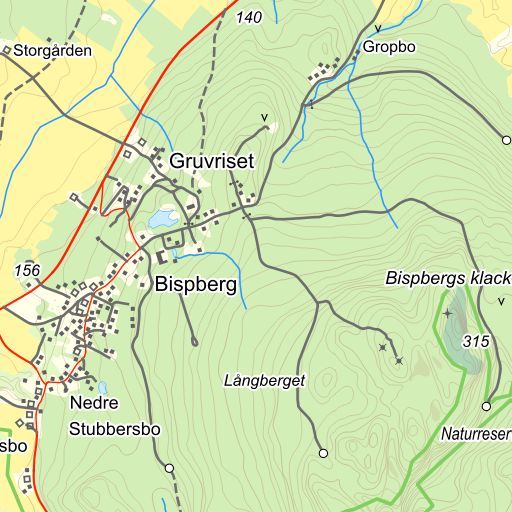 140
Storgården
Gropbo
Gruvriset
156
Bispberg
Bispbergs klack
315
Långberget
Nedre
Stubbersbo
sbo
Naturreser